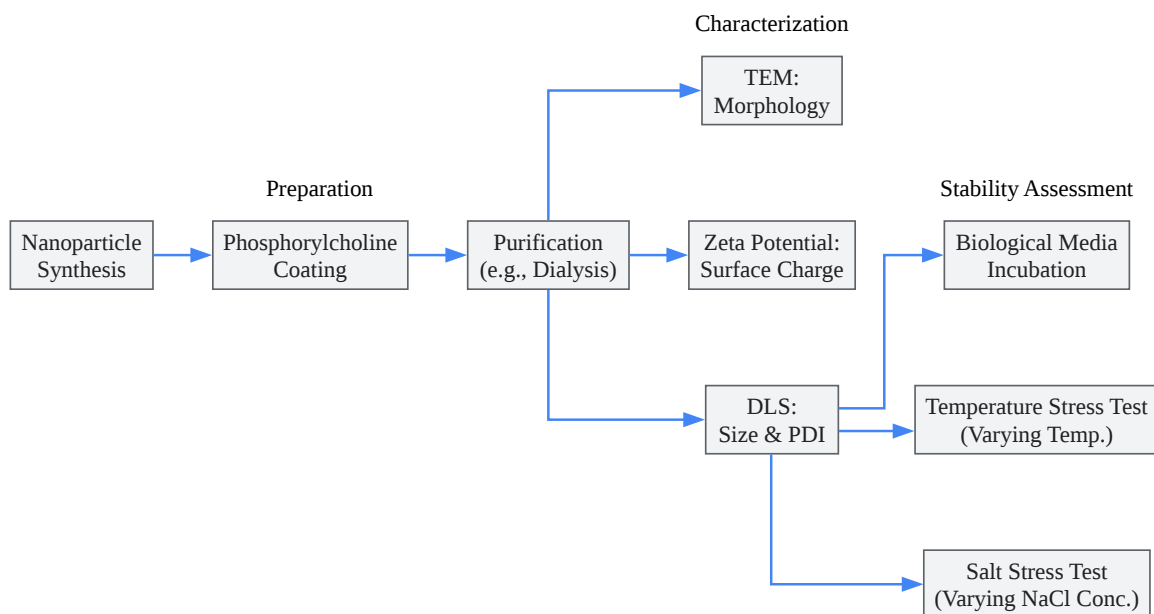 Characterization
TEM:
Morphology
Preparation
Stability Assessment
Nanoparticle
Synthesis
Phosphorylcholine
Coating
Purification
(e.g., Dialysis)
Zeta Potential:
Surface Charge
Biological Media
Incubation
DLS:
Size & PDI
Temperature Stress Test
(Varying Temp.)
Salt Stress Test
(Varying NaCl Conc.)